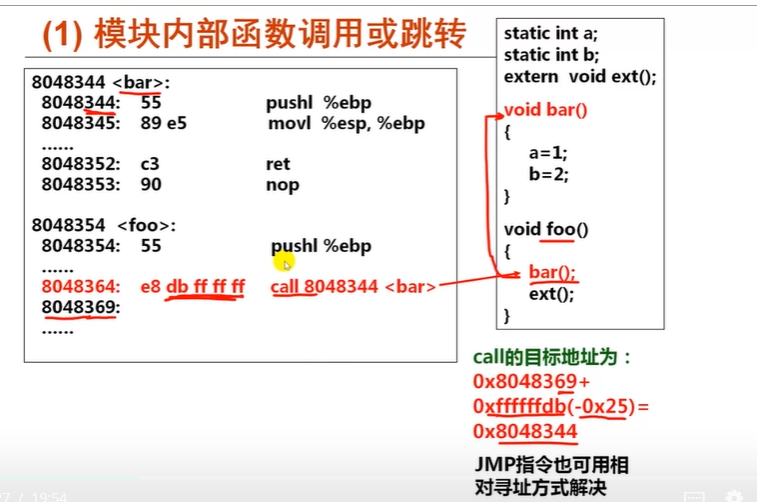 (1) 模块内部函数调用或跳转
8048344 <bar>:
8048344: 55 pushl %ebp
8048345: 89 e5 movl %esp, %ebp
......
8048352: c3 ret
8048353: 90 nop
8048354 <foo>:
8048354: 55 pushl %ebp
......
8048364: e8 db ff ff ff call 8048344 <bar>
8048369:
......
static int a;
static int b;
extern void ext();
void bar()
{
a=1;
b=2;
}
void foo()
{
bar();
ext();
}
call的目标地址为：
0x8048369+
0xffffffdb(-0x25)=
0x8048344
JMP指令也可用相
对寻址方式解决
/ 19:54